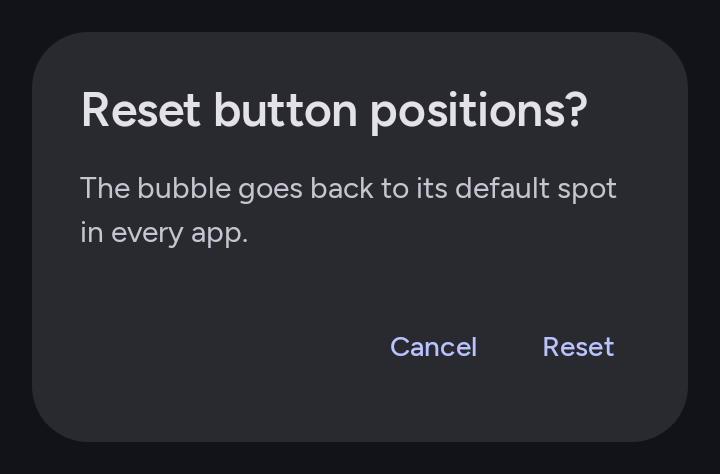 Reset button positions?
The bubble goes back to its default spot
in every app.
Cancel Reset